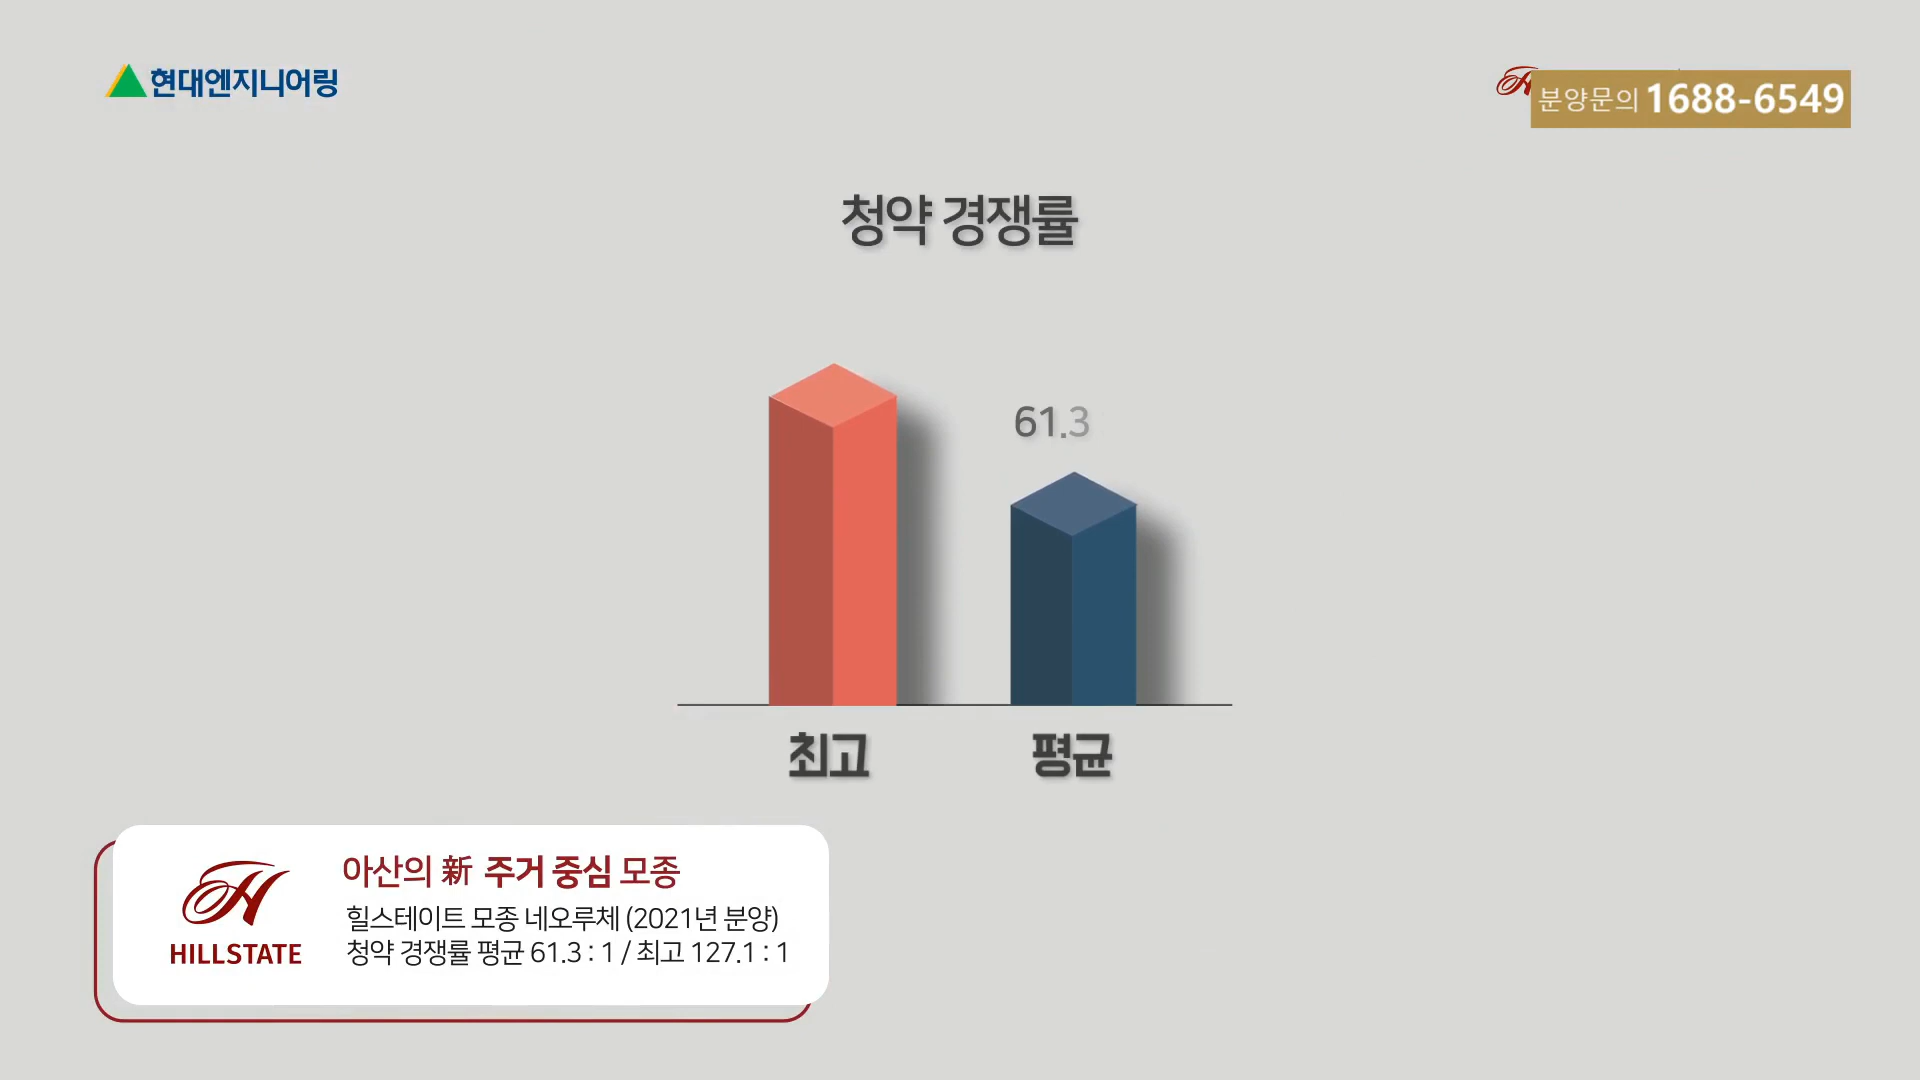 현대엔지니어링
분양문의 1688-6549
청약 경쟁률
61.3
최고
평균
HILLSTATE
아산의 新 주거 중심 모종
힐스테이트 모종 네오루체 (2021년 분양)
청약 경쟁률 평균 61.3 : 1 / 최고 127.1 : 1